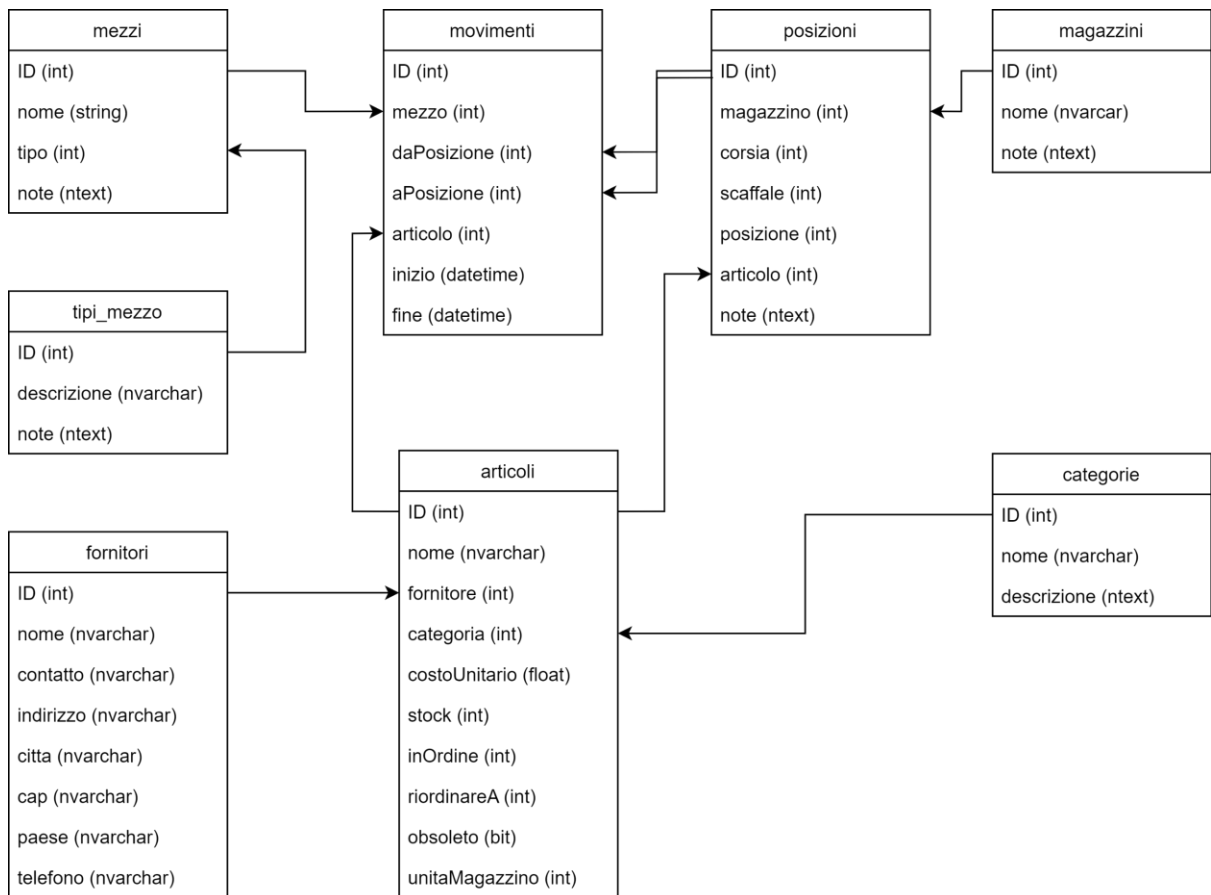 mezzi
ID (int)
nome (string)
tipo (int)
note (ntext)
movimenti
ID (int)
mezzo (int)
daPosizione (int)
aPosizione (int)
articolo (int)
inizio (datetime)
fine (datetime)
posizioni
ID (int)
magazzino (int)
corsia (int)
scaffale (int)
posizione (int)
articolo (int)
note (ntext)
magazzini
ID (int)
nome (nvarcar)
note (ntext)
tipi_mezzo
ID (int)
descrizione (nvarchar)
note (ntext)
articoli
ID (int)
nome (nvarchar)
fornitore (int)
categoria (int)
costoUnitario (float)
stock (int)
inOrdine (int)
riordinareA (int)
obsoleto (bit)
unitaMagazzino (int)
categorie
ID (int)
nome (nvarchar)
descrizione (ntext)
fornitori
ID (int)
nome (nvarchar)
contatto (nvarchar)
indirizzo (nvarchar)
citta (nvarchar)
cap (nvarchar)
paese (nvarchar)
telefono (nvarchar)